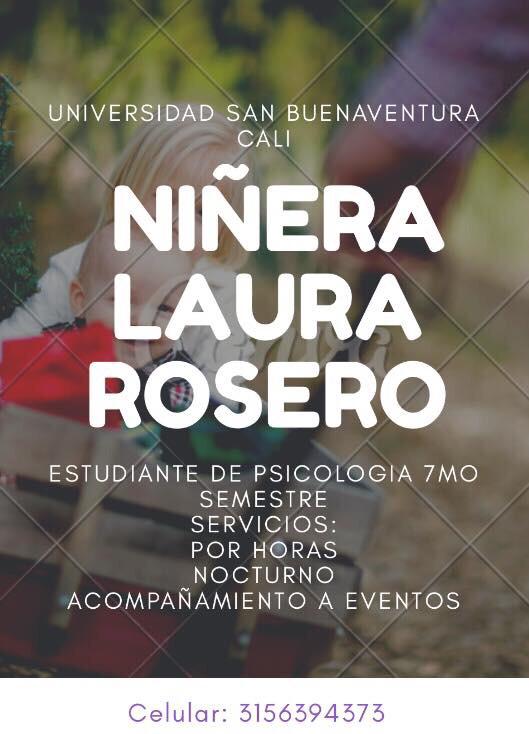 UNIVERSIDAD SAN BUENAVENTURA
CALI
NIÑERA
LAURA
ROSERO
ESTUDIANTE DE PSICOLOGIA 7MO
SEMESTRE
SERVICIOS:
POR HORAS
NOCTURNO
ACOMPAÑAMIENTO A EVENTOS
Celular: 3156394373